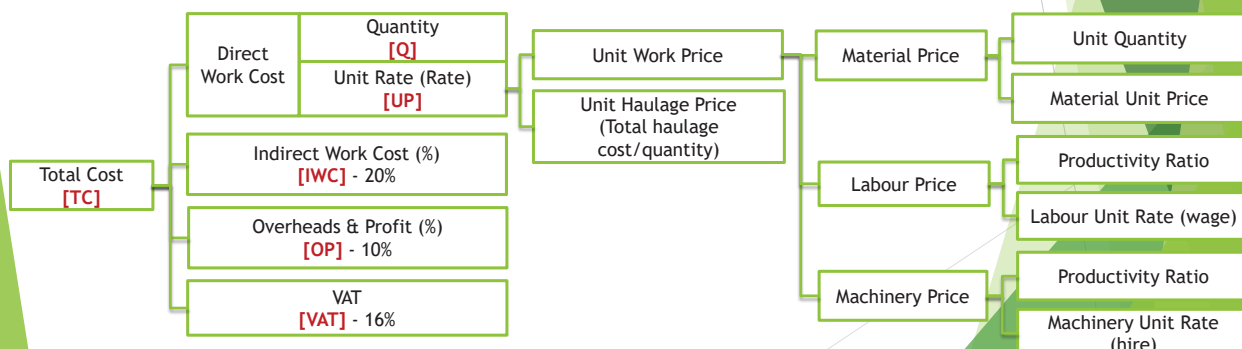 Total Cost
[TC]
Direct
Work Cost
Quantity
[Q]
Unit Rate (Rate)
[UP]
Indirect Work Cost (%)
[IWC] - 20%
Overheads & Profit (%)
[OP] - 10%
VAT
[VAT] - 16%
Unit Work Price
Unit Haulage Price
(Total haulage
cost/quantity)
Material Price
Labour Price
Machinery Price
Unit Quantity
Material Unit Price
Productivity Ratio
Labour Unit Rate (wage)
Productivity Ratio
Machinery Unit Rate
(hire)